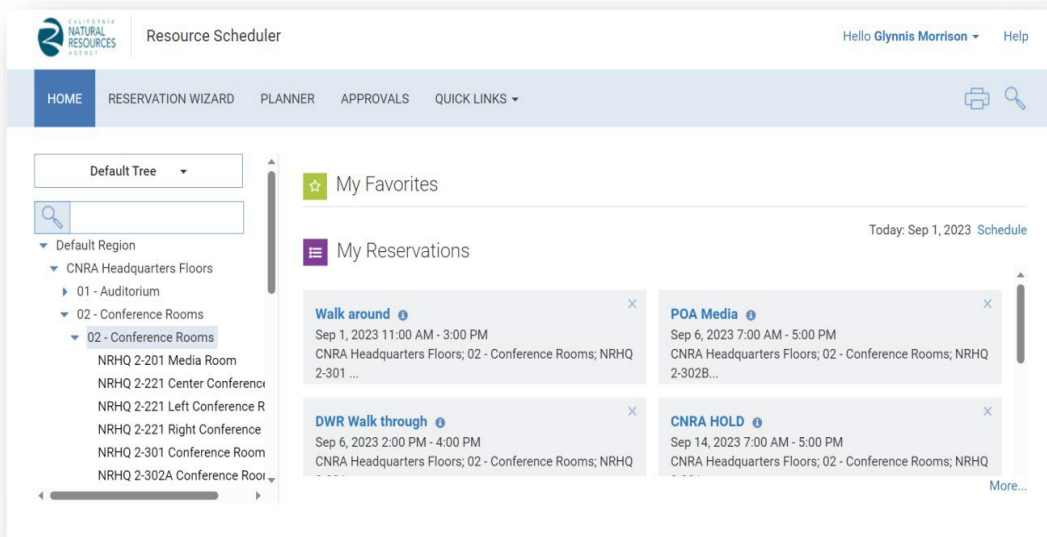 CALIFORNIA
NATURAL
RESOURCES
AGENCY
Resource Scheduler
Hello Glynnis Morrison
Help
HOME
RESERVATION WIZARD
PLANNER
APPROVALS
QUICK LINKS
Default Tree
Default Region
CNRA Headquarters Floors
01 - Auditorium
02 - Conference Rooms
02 - Conference Rooms
NRHQ 2-201 Media Room
NRHQ 2-221 Center Conference
NRHQ 2-221 Left Conference R
NRHQ 2-221 Right Conference
NRHQ 2-301 Conference Room
NRHQ 2-302A Conference Roor
My Favorites
Today: Sep 1, 2023 Schedule
My Reservations
Walk around
Sep 1, 2023 11:00 AM - 3:00 PM
CNRA Headquarters Floors; 02 - Conference Rooms; NRHQ
2-301 ...
POA Media
Sep 6, 2023 7:00 AM - 5:00 PM
CNRA Headquarters Floors; 02 - Conference Rooms; NRHQ
2-302B...
DWR Walk through
Sep 6, 2023 2:00 PM - 4:00 PM
CNRA Headquarters Floors; 02 - Conference Rooms; NRHQ
CNRA HOLD
Sep 14, 2023 7:00 AM - 5:00 PM
CNRA Headquarters Floors; 02 - Conference Rooms; NRHQ
More...